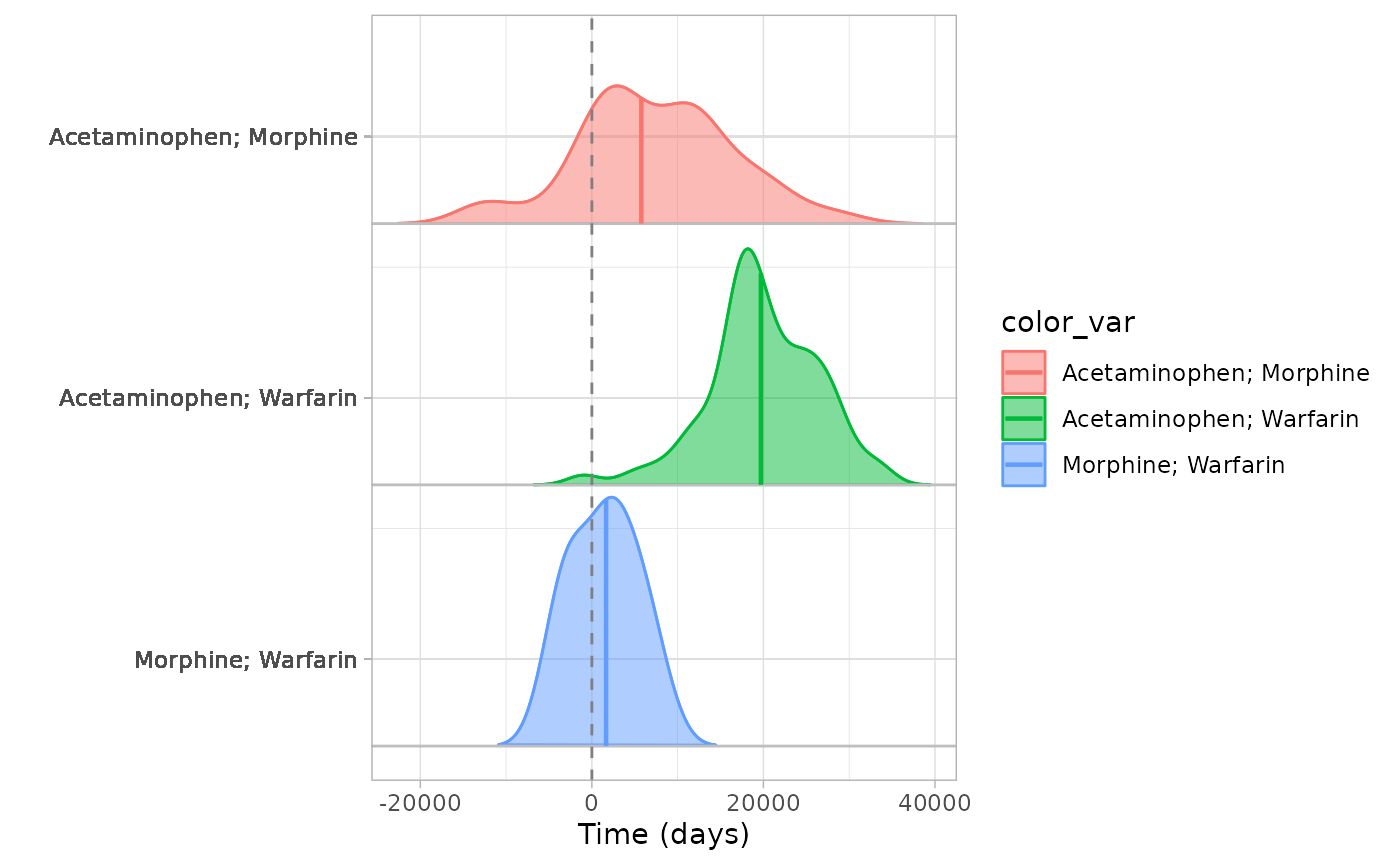 Acetaminophen; Morphine
Acetaminophen; Warfarin
Morphine; Warfarin
-20000 0 20000 40000
Time (days)
color_var
Acetaminophen; Morphine
Acetaminophen; Warfarin
Morphine; Warfarin